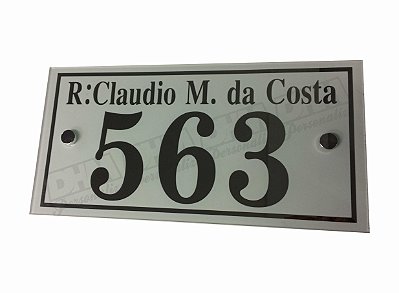 R:Claudio M. da Costa
563